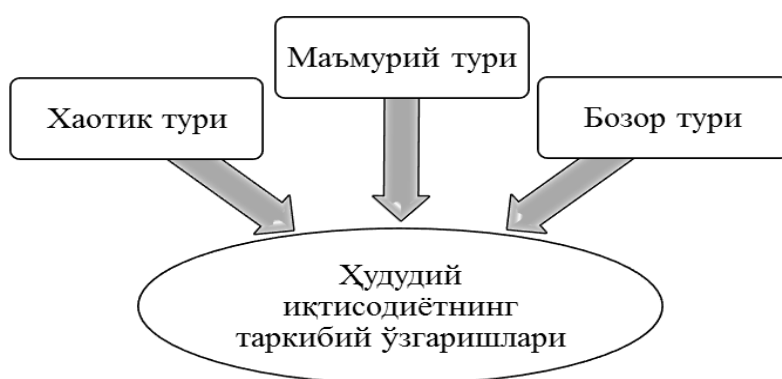 Маъмурий тури
Хаотик тури
Бозор тури
Ҳудудий
иқтисодиётнинг
таркибий ўзгаришлари